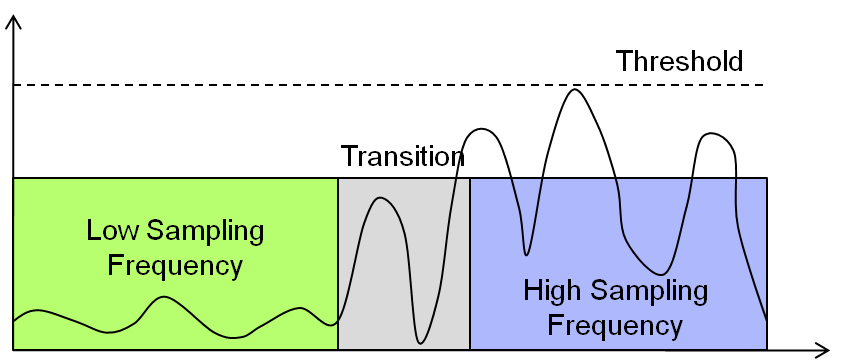 Threshold
Transition
Low Sampling
Frequency
High Sampling
Frequency